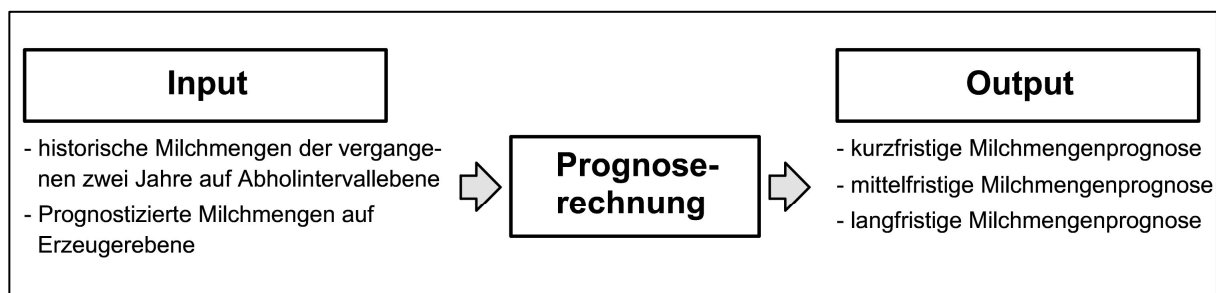 Input
- historische Milchmengen der vergange-
nen zwei Jahre auf Abholintervallebene
- Prognostizierte Milchmengen auf
Erzeugerebene
Prognose-
rechnung
Output
- kurzfristige Milchmengenprognose
- mittelfristige Milchmengenprognose
- langfristige Milchmengenprognose